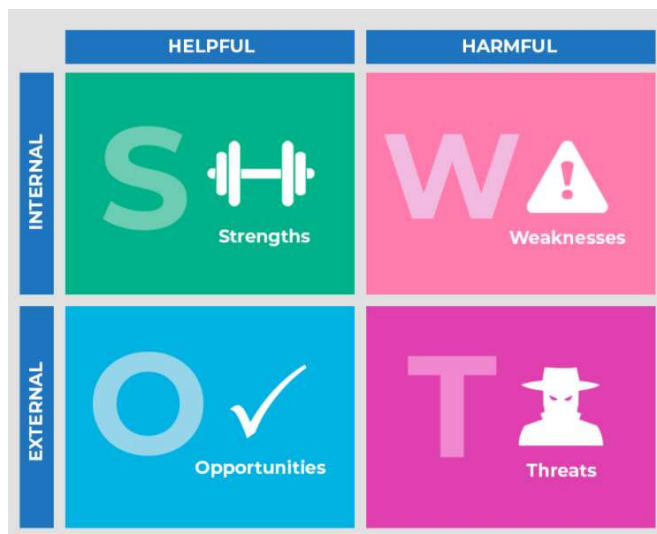 HELPFUL
HARMFUL
INTERNAL
S
Strengths
W
Weaknesses
EXTERNAL
O
Opportunities
T
Threats